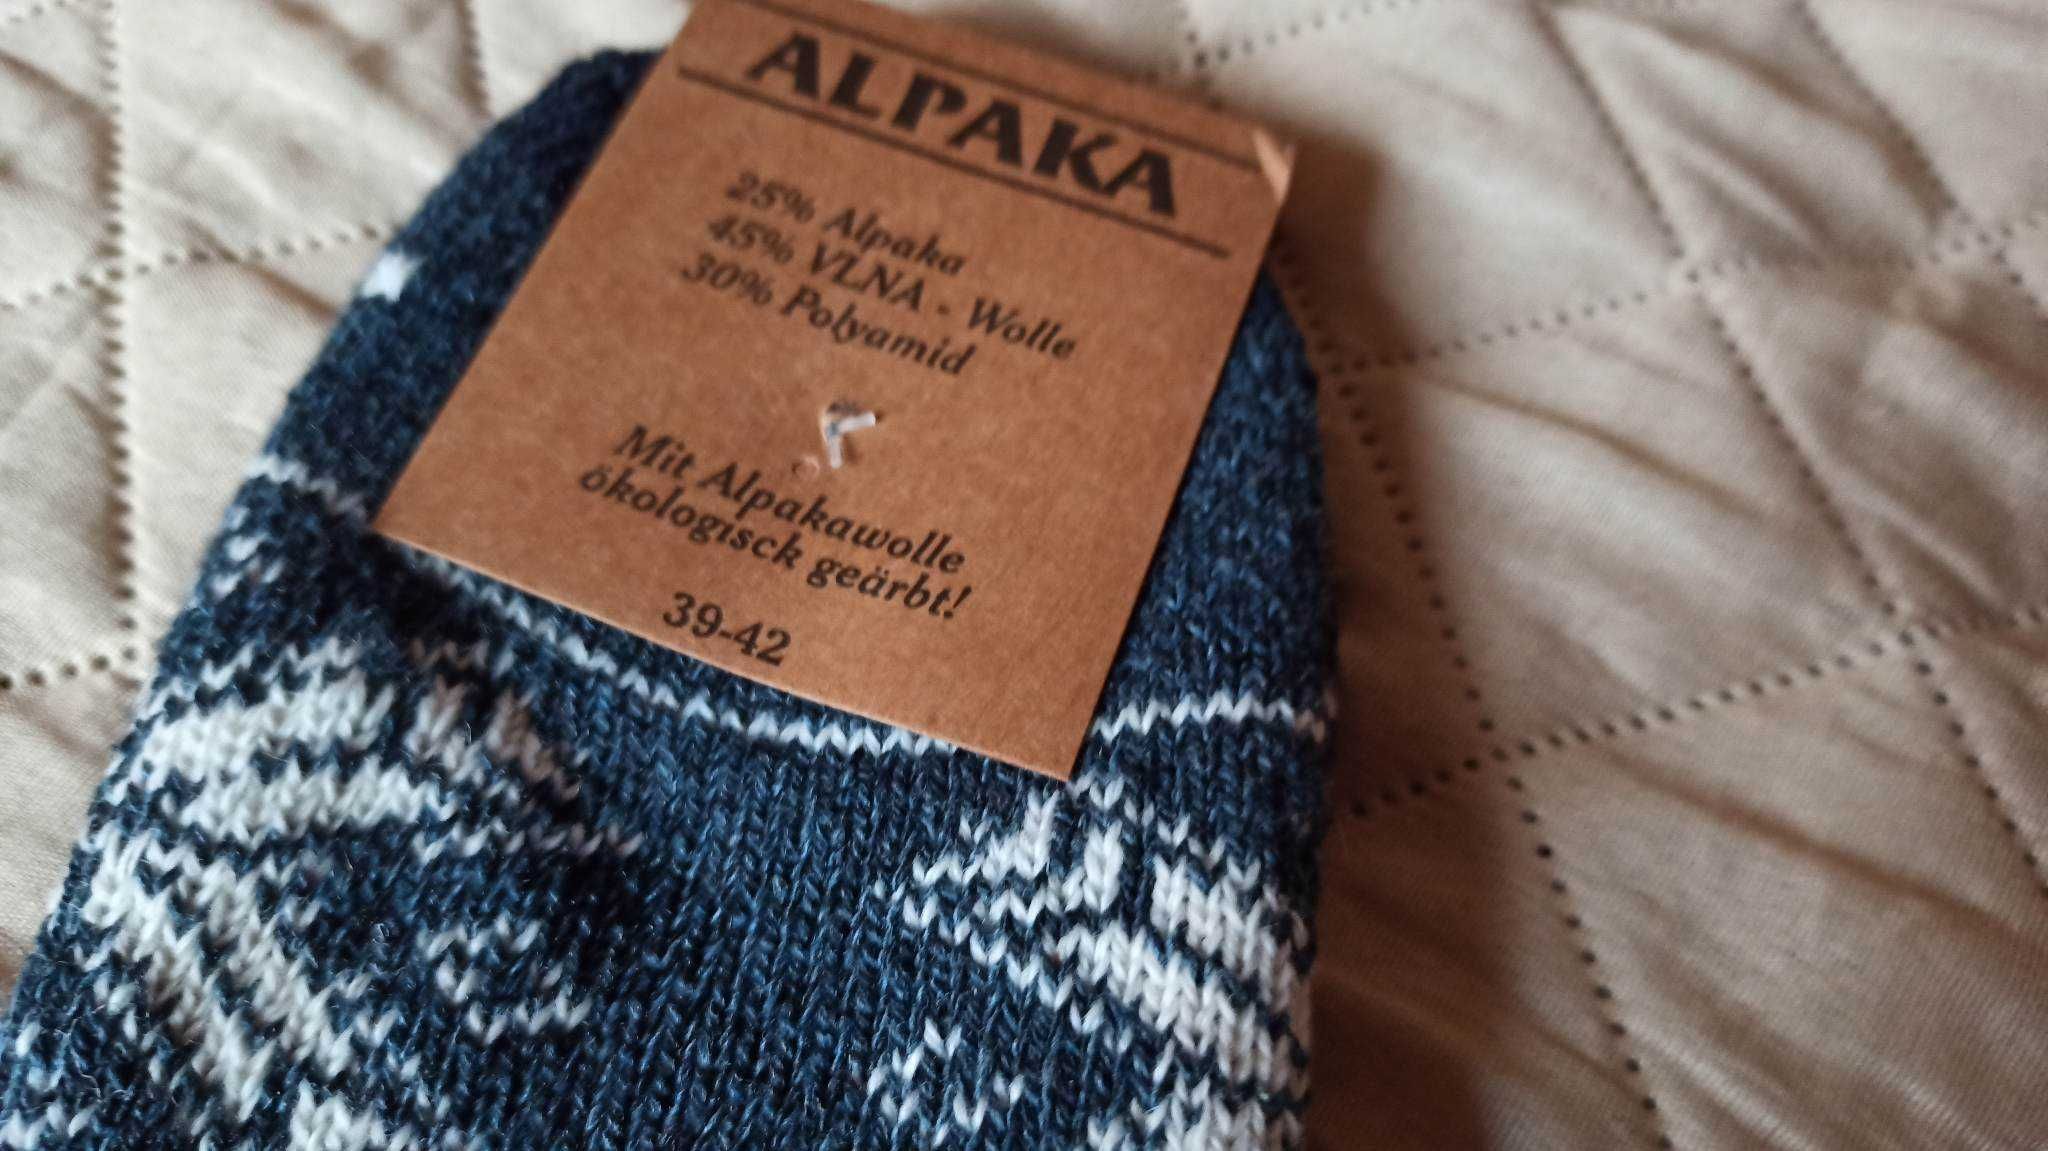 ALPAKA
25% Alpaka
45% VLNA - Wolle
30% Polyamid
Mit Alpakawolle
ökologisck geärbt!
39-42